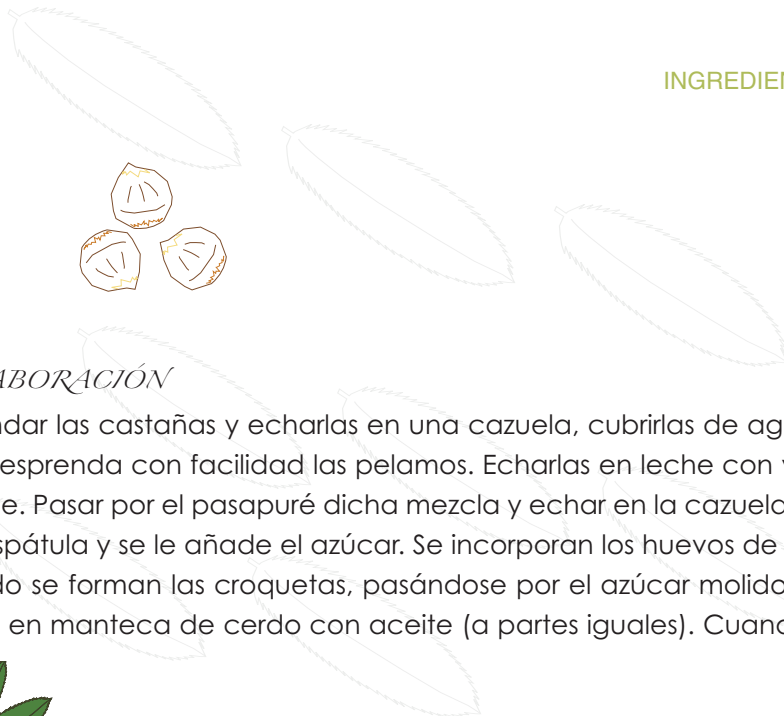 INGREDIEN
ABORACIÓN
ndar las castañas y echarlas en una cazuela, cubrirlas de ag
esprenda con facilidad las pelamos. Echarlas en leche con v
e. Pasar por el pasapuré dicha mezcla y echar en la cazuela
spátula y se le añade el azúcar. Se incorporan los huevos de
do se forman las croquetas, pasándose por el azúcar molido
en manteca de cerdo con aceite (a partes iguales). Cuand